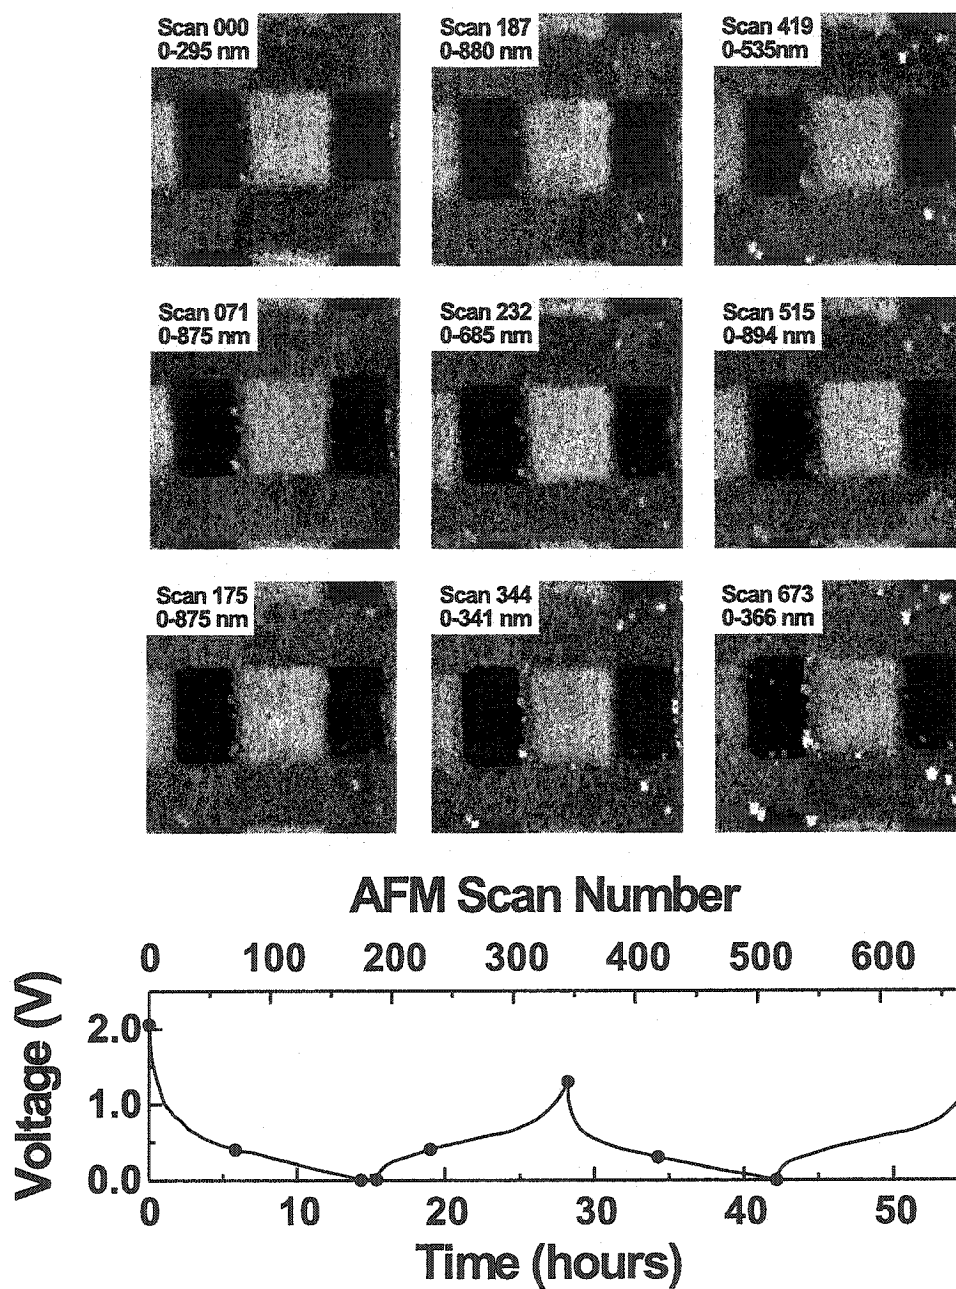 Scan 000
0-295 nm
Scan 187
0-880 nm
Scan 419
0-535nm
Scan 071
0-875 nm
Scan 232
0-685 nm
Scan 515
0-894 nm
Scan 175
0-875 nm
Scan 344
0-341 nm
Scan 673
0-366 nm
AFM Scan Number
0 100 200 300 400 500 600
Voltage (V)
2.0
1.0
0.0
0 10 20 30 40 50
Time (hours)